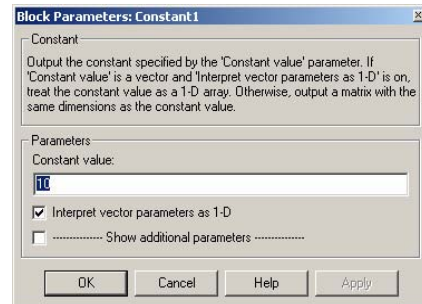 Block Parameters: Constant1
Constant
Output the constant specified by the 'Constant value' parameter. If
'Constant value' is a vector and 'Interpret vector parameters as 1-D' is on,
treat the constant value as a 1-D array. Otherwise, output a matrix with the
same dimensions as the constant value.
Parameters
Constant value:
10
Interpret vector parameters as 1-D
--------------- Show additional parameters ---------------
OK Cancel Help Apply